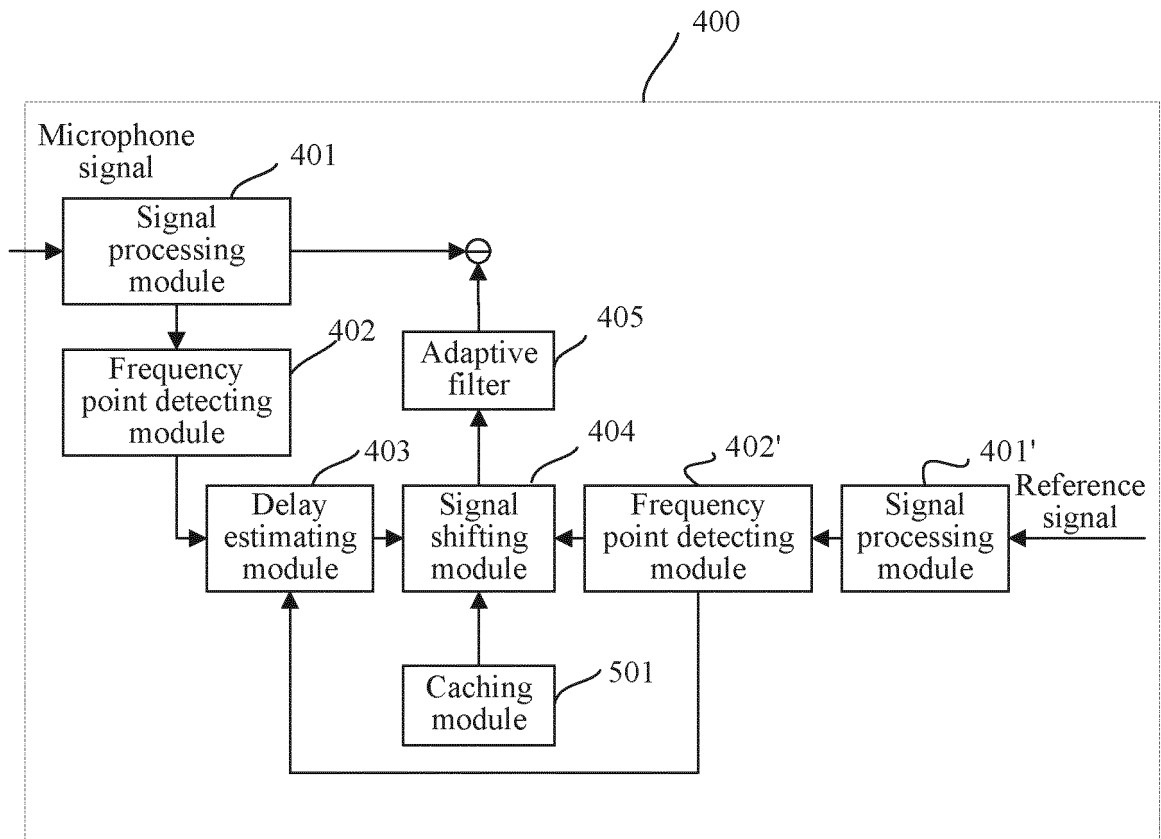 400
Microphone
signal
401
Signal
processing
module
402
Frequency
point detecting
module
405
Adaptive
filter
403
Delay
estimating
module
404
Signal
shifting
module
402'
Frequency
point detecting
module
401'
Signal
processing
module
Reference
signal
501
Caching
module